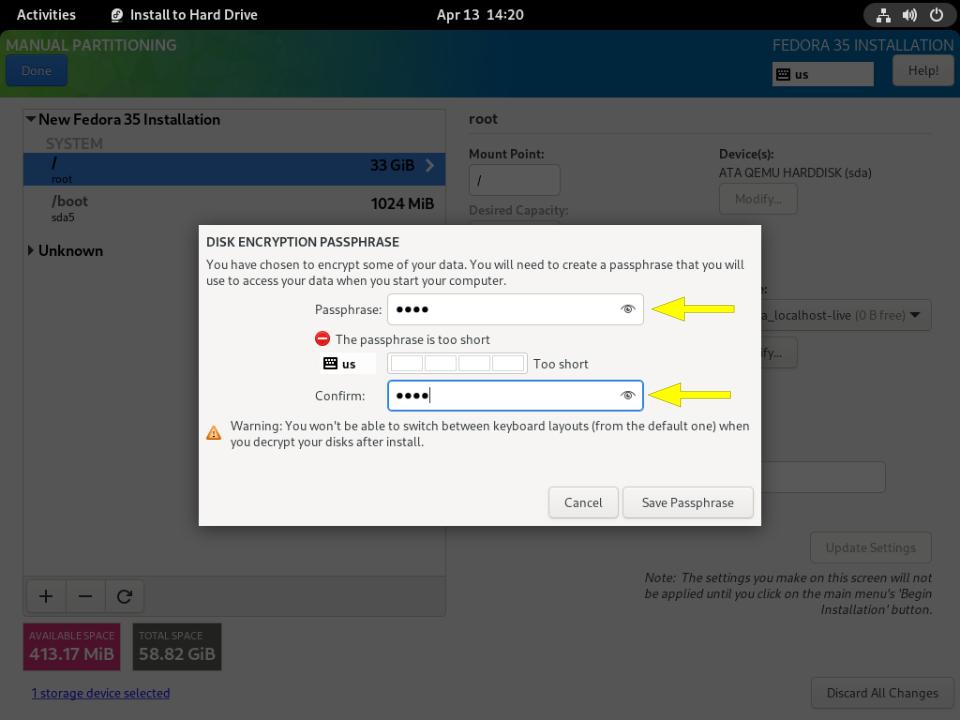 Activities
Install to Hard Drive
Apr 13 14:20
MANUAL PARTITIONING
FEDORA 35 INSTALLATION
Done
us
Help!
New Fedora 35 Installation
SYSTEM
/
33 GiB
root
/boot
1024 MiB
sda5
Unknown
root
Mount Point:
Device(s):
/
ATA QEMU HARDDISK (sda)
Modify...
Desired Capacity:
DISK ENCRYPTION PASSPHRASE
You have chosen to encrypt some of your data. You will need to create a passphrase that you will
use to access your data when you start your computer.
Passphrase: ●●●●
The passphrase is too short
us
Too short
Confirm: ●●●●
Warning: You won't be able to switch between keyboard layouts (from the default one) when
you decrypt your disks after install.
Cancel
Save Passphrase
a_localhost-live (0 B free)
Update Settings
Note: The settings you make on this screen will not
be applied until you click on the main menu's 'Begin
Installation' button.
AVAILABLE SPACE
413.17 MiB
TOTAL SPACE
58.82 GiB
1 storage device selected
Discard All Changes